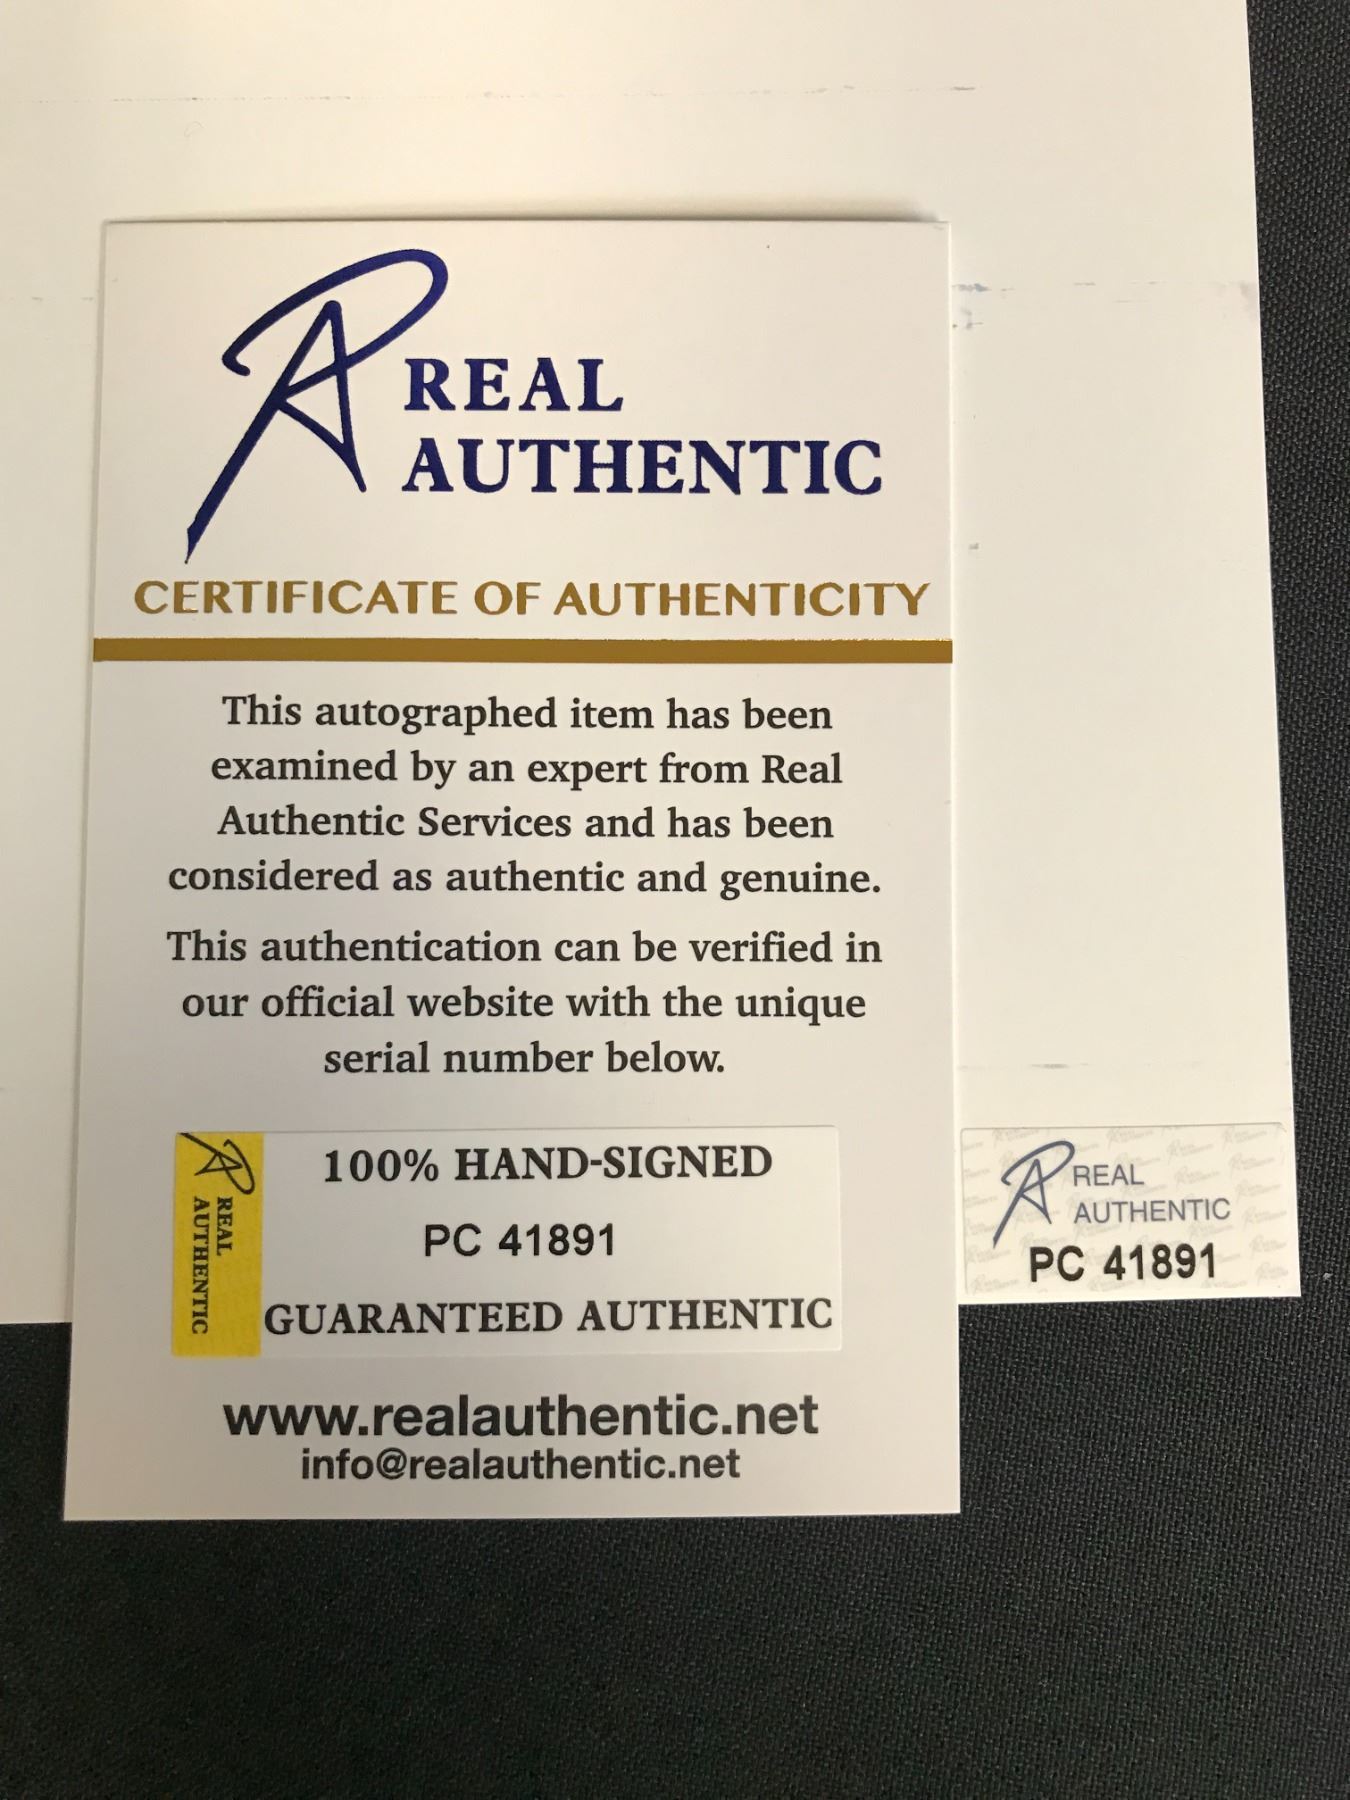 REAL
AUTHENTIC
CERTIFICATE OF AUTHENTICITY
This autographed item has been
examined by an expert from Real
Authentic Services and has been
considered as authentic and genuine.
This authentication can be verified in
our official website with the unique
serial number below.
REAL
AUTHENTIC
100% HAND-SIGNED
PC 41891
GUARANTEED AUTHENTIC
www.realauthentic.net
info@realauthentic.net
REAL
AUTHENTIC
PC 41891